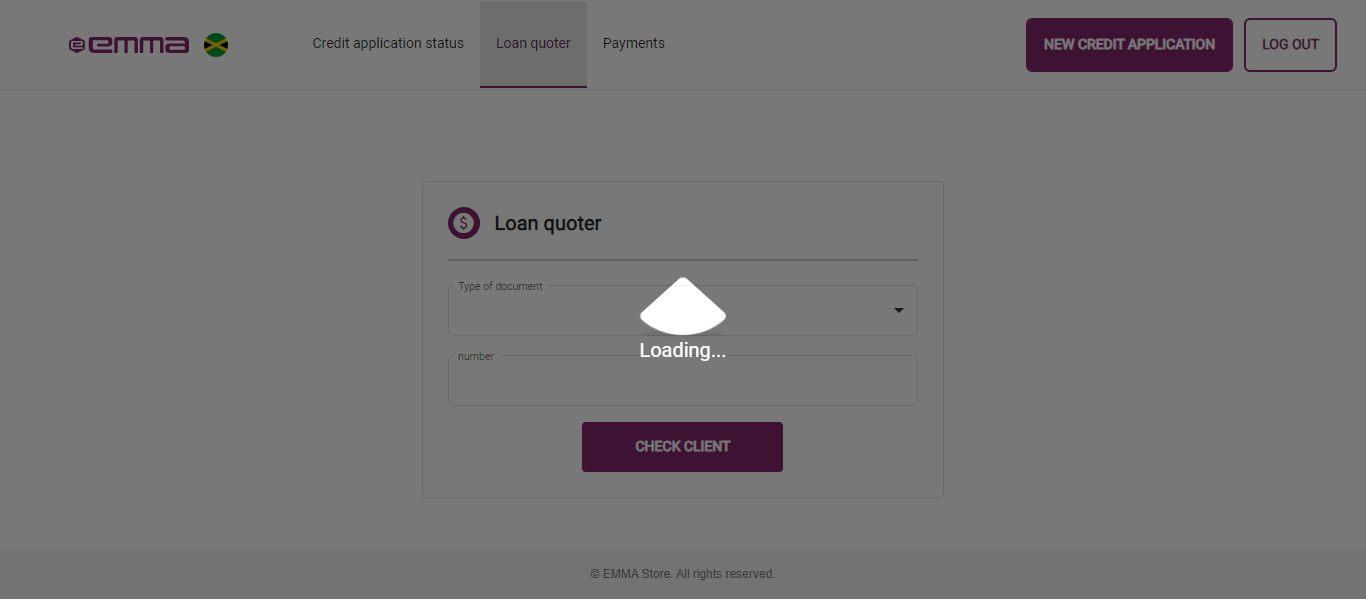 emma
Credit application status
Loan quoter
Payments
NEW CREDIT APPLICATION
LOG OUT
$ Loan quoter
Type of document
Loading...
number
CHECK CLIENT
© EMMA Store. All rights reserved.